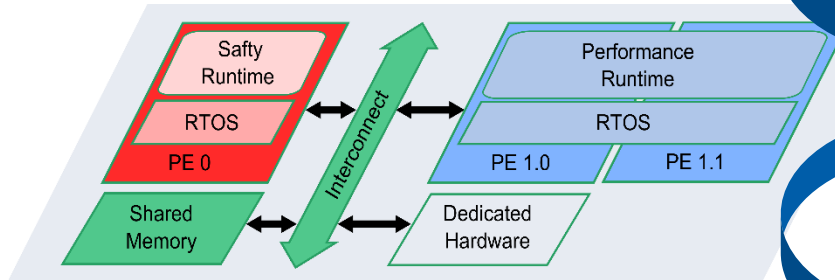 Safty
Runtime
RTOS
PE 0
Interconnect
Performance
Runtime
RTOS
PE 1.0
PE 1.1
Shared
Memory
Dedicated
Hardware